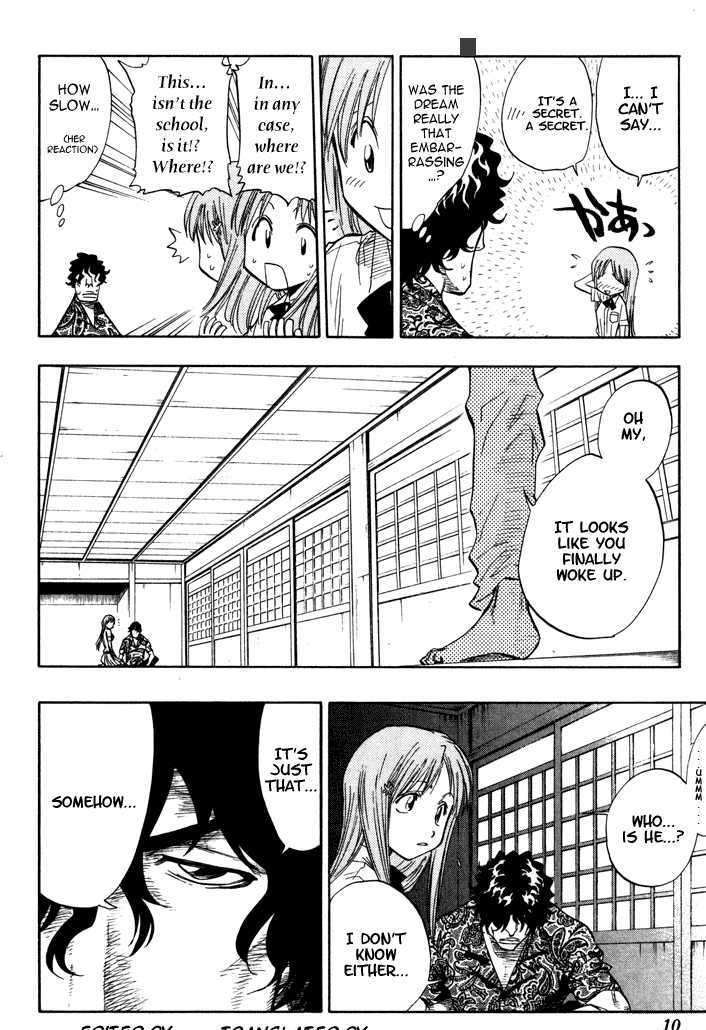 I... I
CAN'T
SAY...
IT'S A
SECRET.
A SECRET.
かあっ
WAS THE
DREAM
REALLY
THAT
EMBAR-
RASSING
...?
In...
in any
case,
where
are we!?
This...
isn't the
school,
is it!?
Where!?
HOW
SLOW...
(HER
REACTION)
OH
MY,
IT LOOKS
LIKE YOU
FINALLY
WOKE UP.
...UMMM...
WHO...
IS HE...?
I DON'T
KNOW
EITHER...
IT'S
JUST
THAT...
SOMEHOW...
10